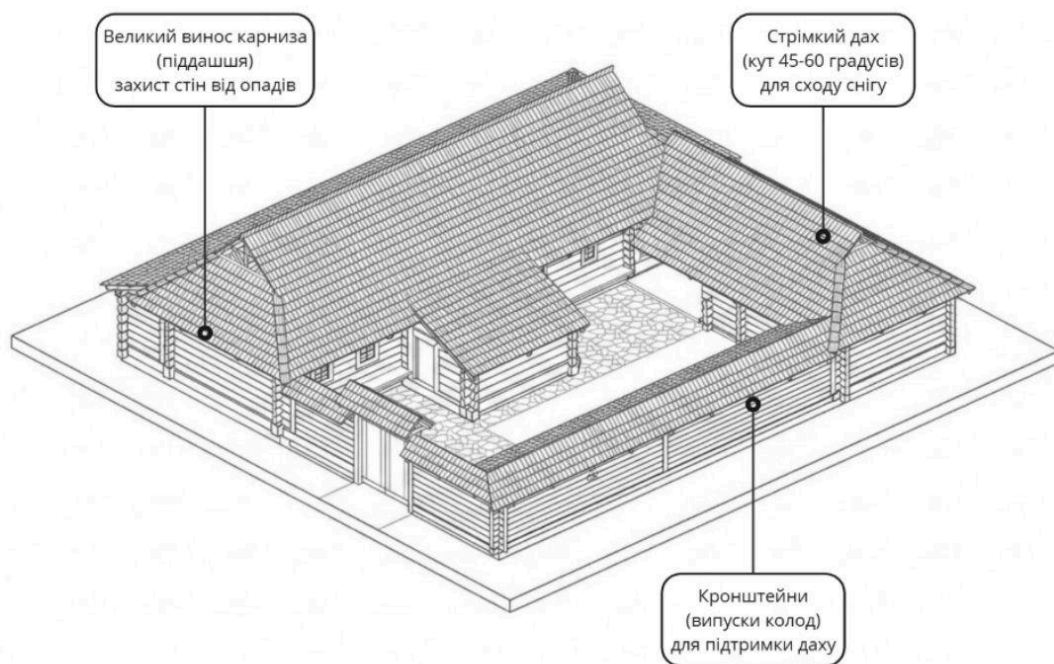 Великий винос карниза
(піддашшя)
захист стін від опадів
Стрімкий дах
(кут 45-60 градусів)
для сходу снігу
Кронштейни
(випуски колод)
для підтримки даху